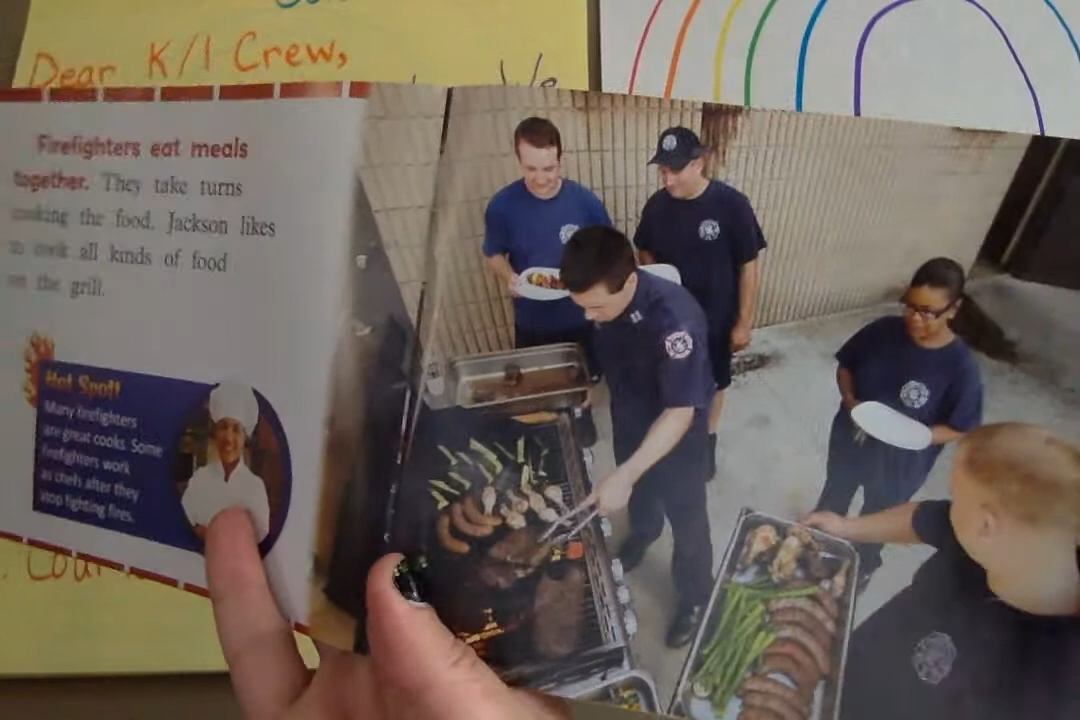 Dear K/1 Crew,
We
Firefighters eat meals
together. They take turns
cooking the food. Jackson likes
to cook all kinds of food
on the grill.
Hot Spot!
Many firefighters
are great cooks. Some
firefighters work
as chefs after they
stop fighting fires.